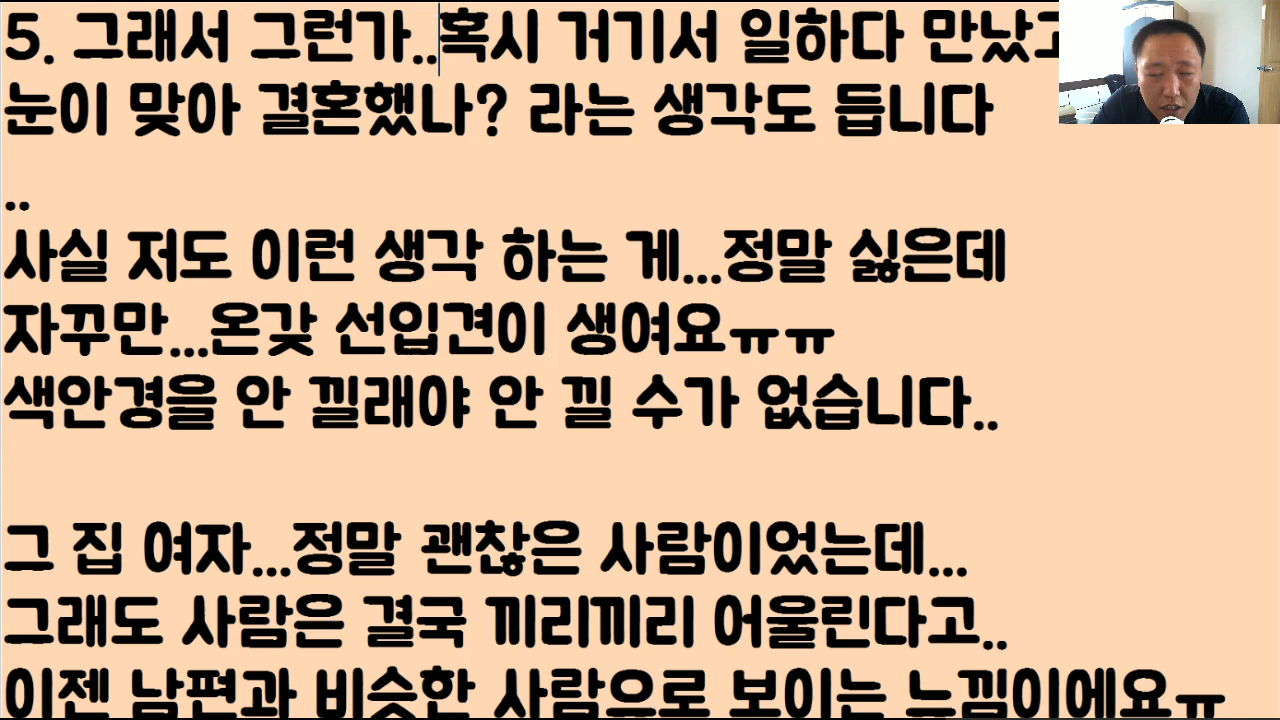 5. 그래서 그런가..혹시 거기서 일하다 만났고
눈이 맞아 결혼했나? 라는 생각도 듭니다
..
사실 저도 이런 생각 하는 게...정말 싫은데
자꾸만...온갖 선입견이 생여요ㅠㅠ
색안경을 안 낄래야 안 낄 수가 없습니다..
그 집 여자...정말 괜찮은 사람이었는데...
그래도 사람은 결국 끼리끼리 어울린다고..
이젠 남편과 비슷한 사람으로 보이는 느낌이에요ㅠ